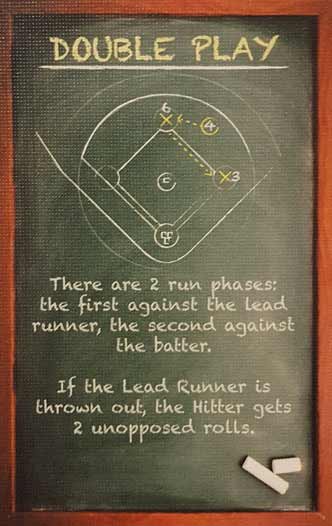 DOUBLE PLAY
6
4
3
There are 2 run phases:
the first against the lead
runner, the second against
the batter.
If the Lead Runner is
thrown out, the Hitter gets
2 unopposed rolls.